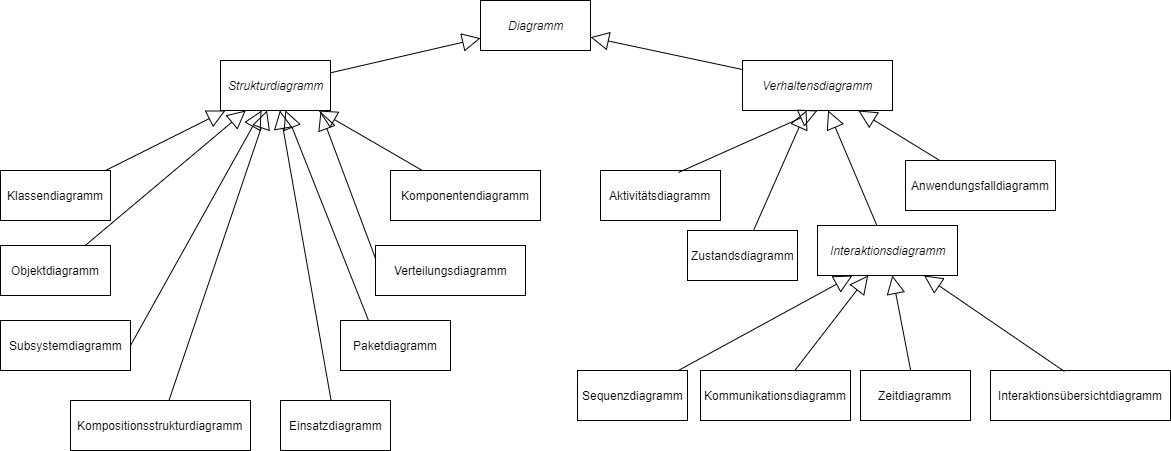 Diagramm
Strukturdiagramm
Verhaltensdiagramm
Klassendiagramm
Komponentendiagramm
Aktivitätsdiagramm
Anwendungsfalldiagramm
Objektdiagramm
Verteilungsdiagramm
Zustandsdiagramm
Interaktionsdiagramm
Subsystemdiagramm
Paketdiagramm
Sequenzdiagramm
Kommunikationsdiagramm
Zeitdiagramm
Interaktionsübersichtdiagramm
Kompositionsstrukturdiagramm
Einsatzdiagramm